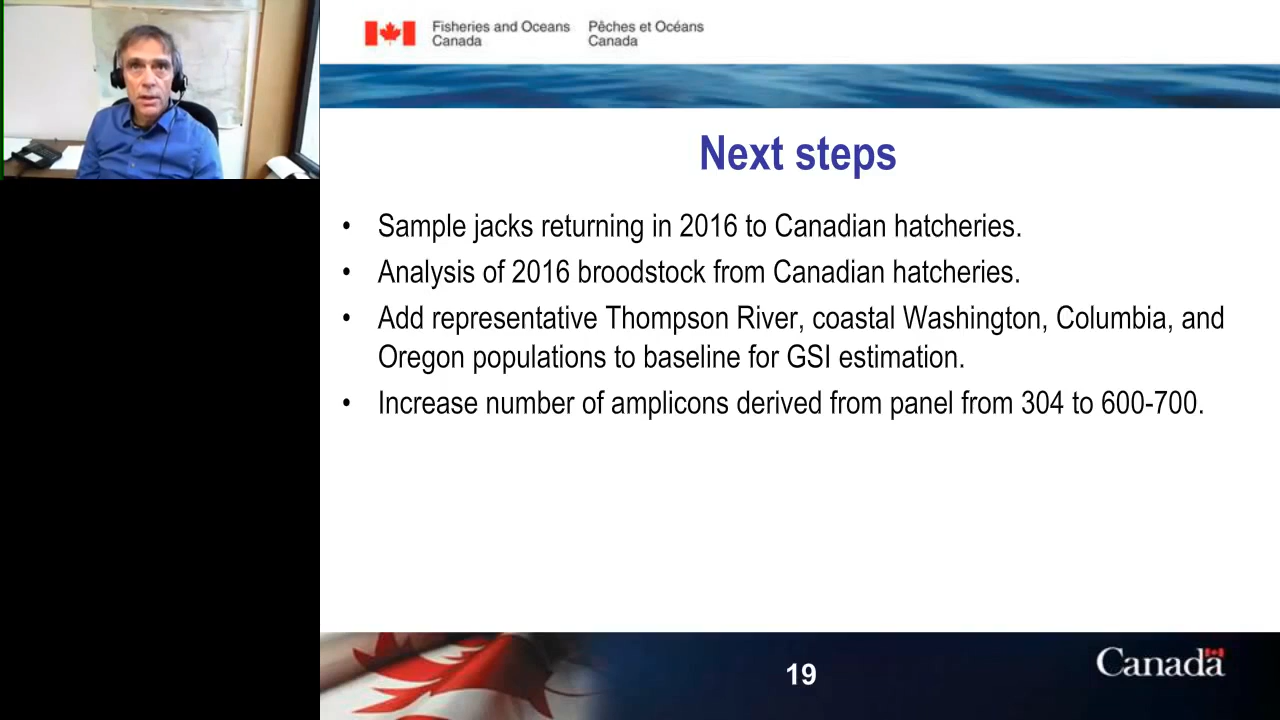 Fisheries and Oceans
Canada
Pêches et Océans
Canada
Next steps
• Sample jacks returning in 2016 to Canadian hatcheries.
• Analysis of 2016 broodstock from Canadian hatcheries.
• Add representative Thompson River, coastal Washington, Columbia, and
Oregon populations to baseline for GSI estimation.
• Increase number of amplicons derived from panel from 304 to 600-700.
19
Canada